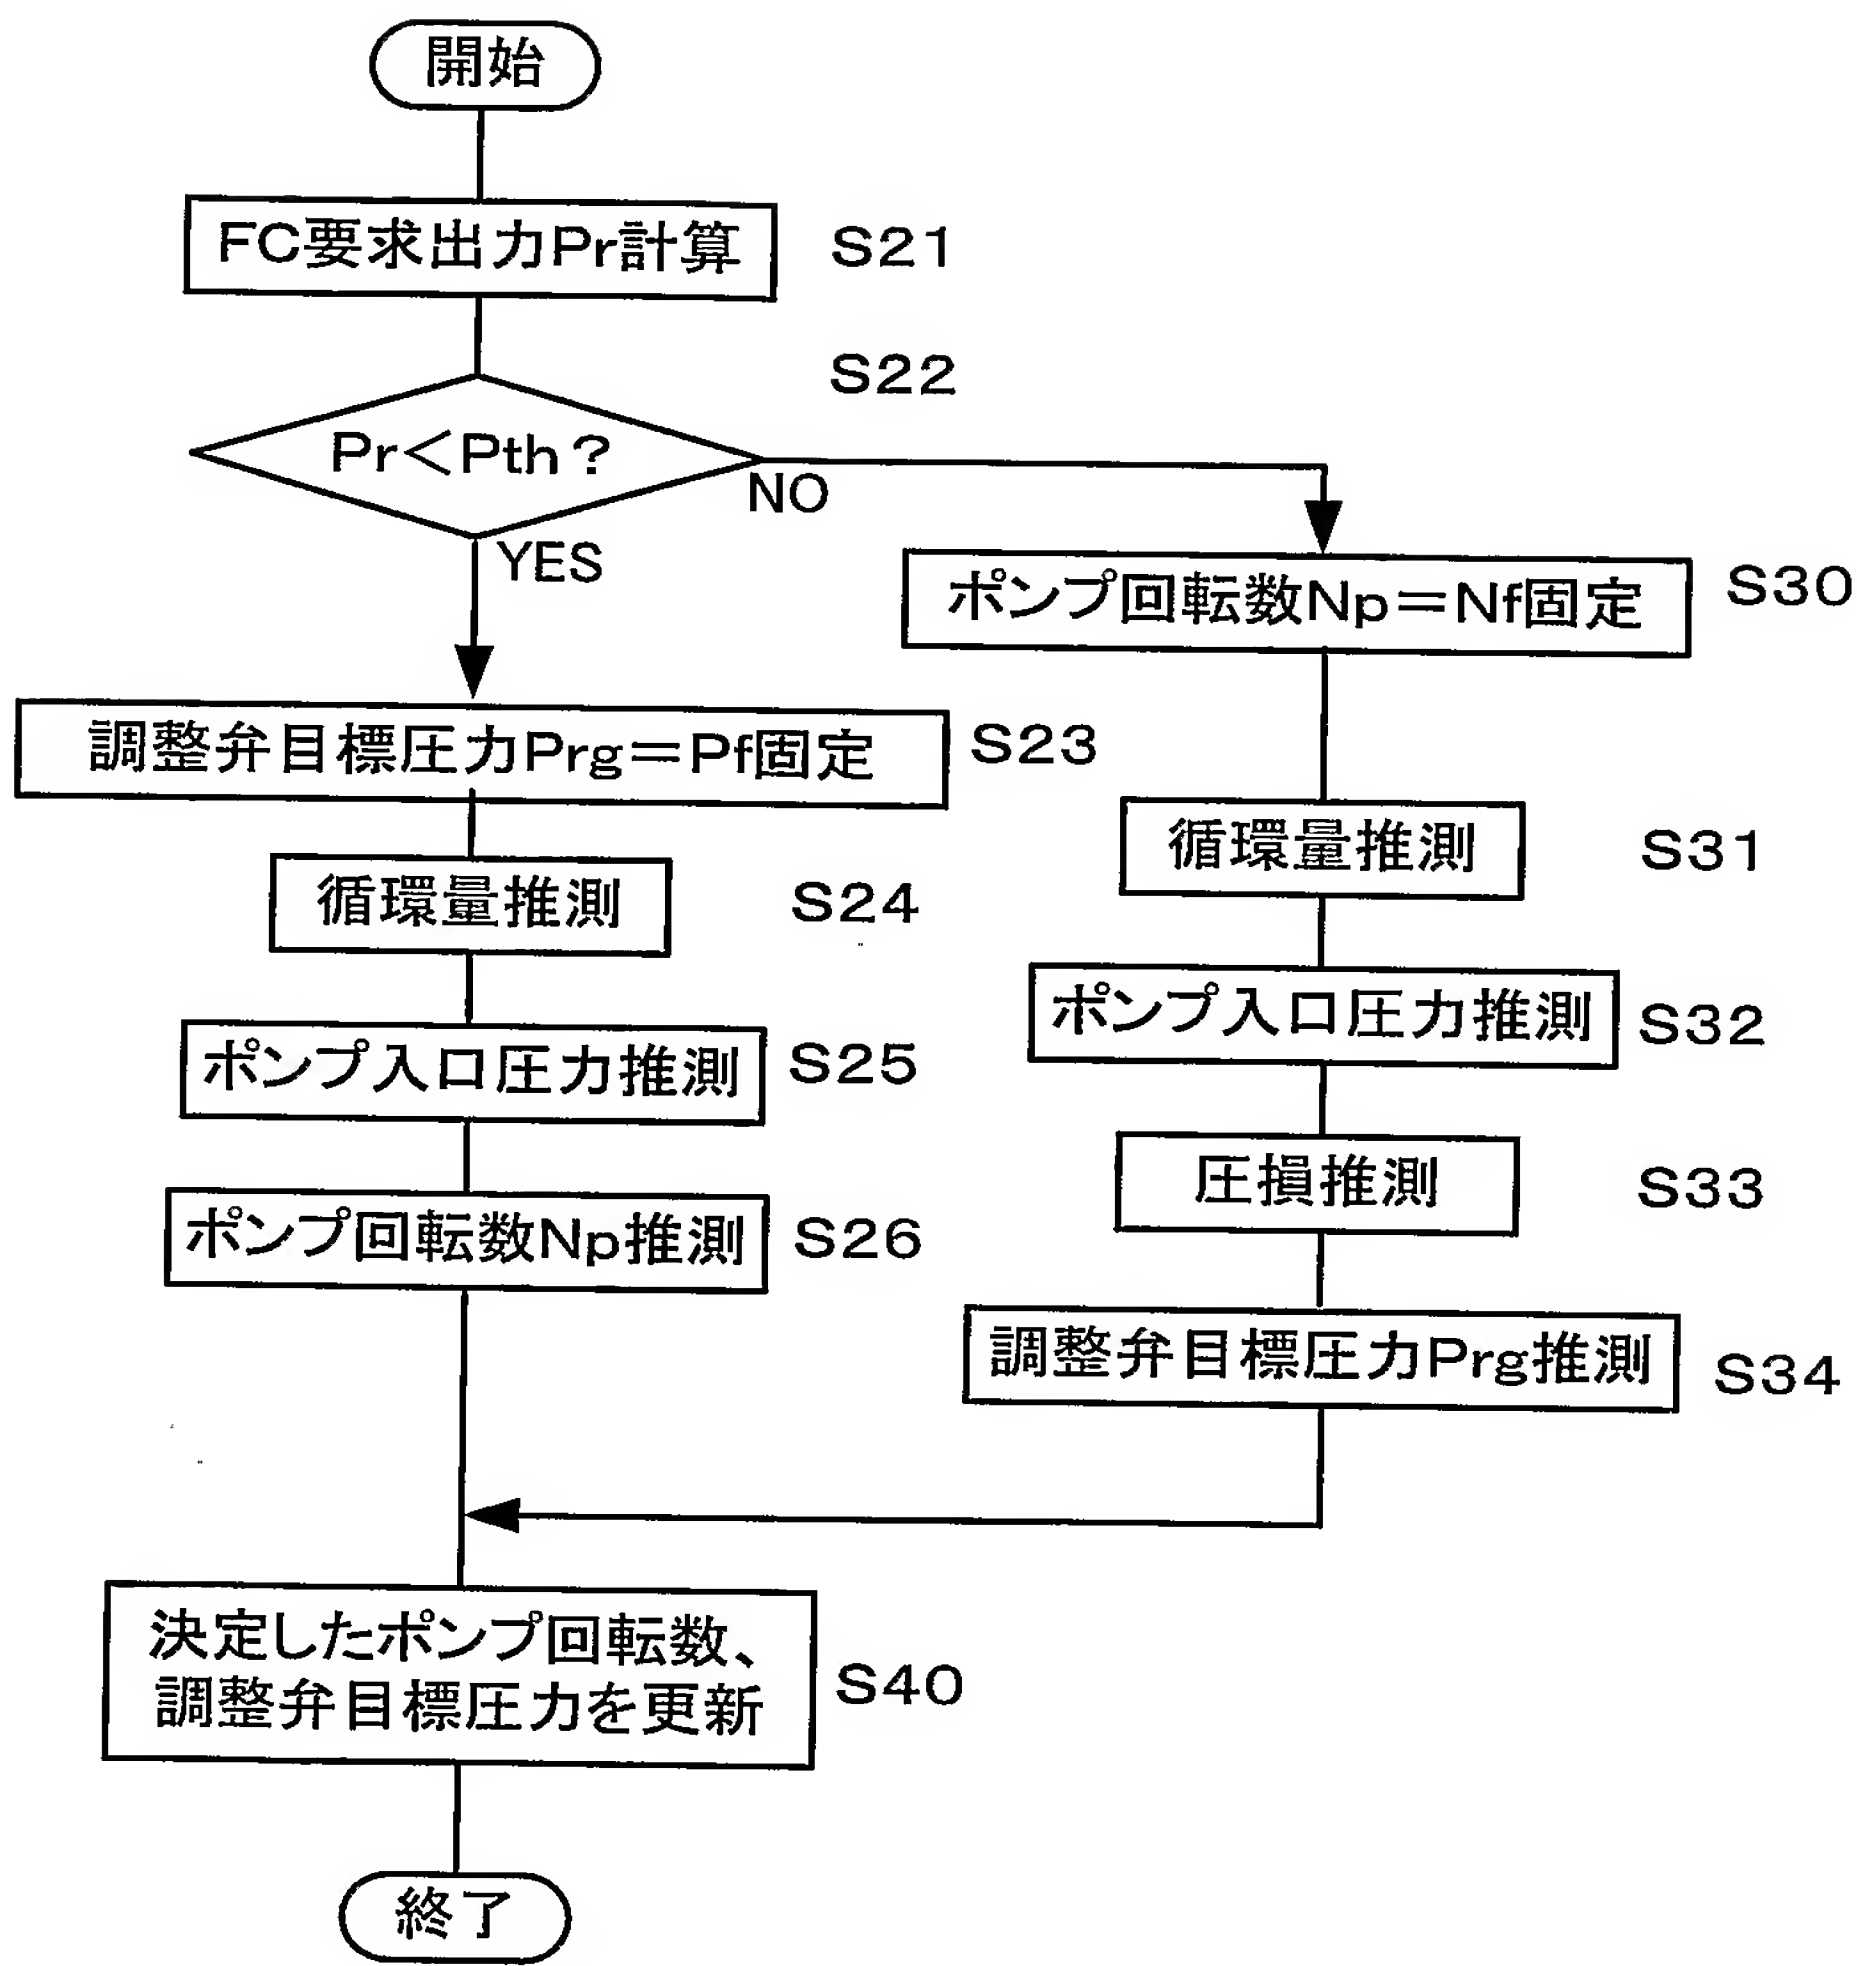 開始
FC要求出力Pr計算
S21
S22
Pr<Pth?
NO
YES
ポンプ回転数Np=Nf固定
S30
調整弁目標圧力Prg=Pf固定
S23
循環量推測
S31
循環量推測
S24
ポンプ入口圧力推測
S32
ポンプ入口圧力推測
S25
圧損推測
S33
ポンプ回転数Np推測
S26
調整弁目標圧力Prg推測
S34
決定したポンプ回転数、
調整弁目標圧力を更新
S40
終了